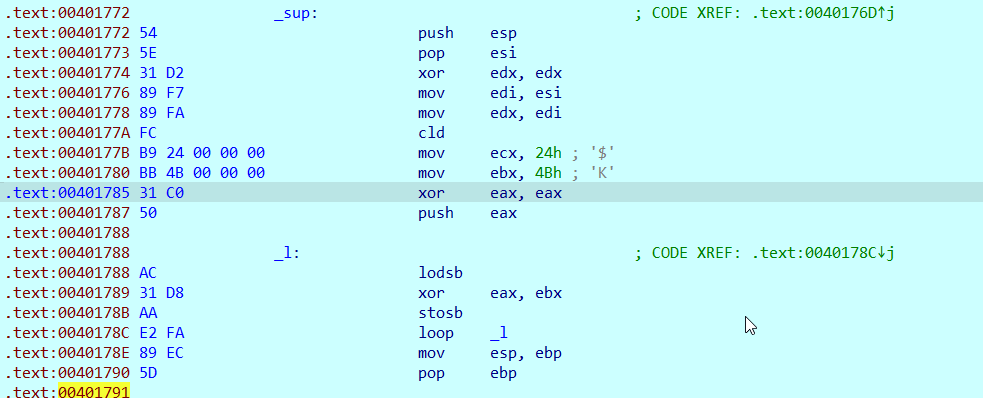 .text:00401772 _sup: ; CODE XREF: .text:0040176D↑j
.text:00401772 54 push esp
.text:00401773 5E pop esi
.text:00401774 31 D2 xor edx, edx
.text:00401776 89 F7 mov edi, esi
.text:00401778 89 FA mov edx, edi
.text:0040177A FC cld
.text:0040177B B9 24 00 00 00 mov ecx, 24h ; '$'
.text:00401780 BB 4B 00 00 00 mov ebx, 4Bh ; 'K'
.text:00401785 31 C0 xor eax, eax
.text:00401787 50 push eax
.text:00401788
.text:00401788 _l: ; CODE XREF: .text:0040178C↓j
.text:00401788 AC lodsb
.text:00401789 31 D8 xor eax, ebx
.text:0040178B AA stosb
.text:0040178C E2 FA loop _l
.text:0040178E 89 EC mov esp, ebp
.text:00401790 5D pop ebp
.text:00401791